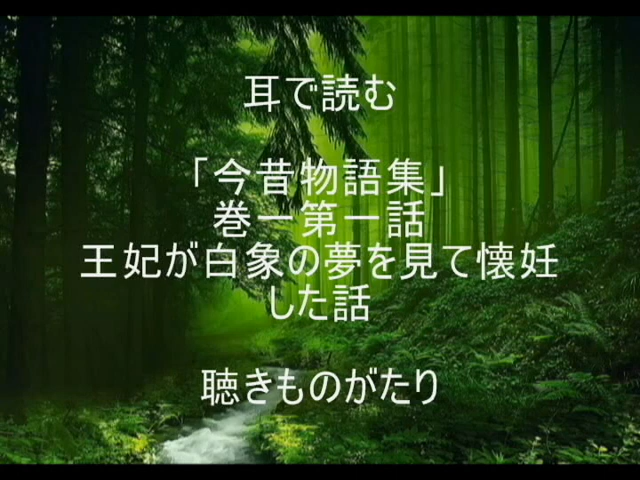 耳で読む
「今昔物語集」
巻一第一話
王妃が白象の夢を見て懐妊
した話
聴きものがたり